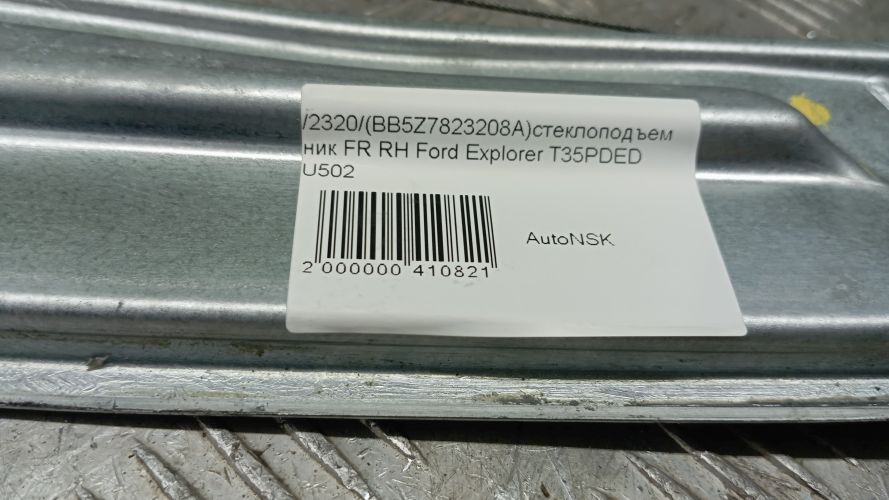 /2320/(BB5Z7823208A)стеклоподъем
ник FR RH Ford Explorer T35PDED
U502
AutoNSK
2 000000 410821